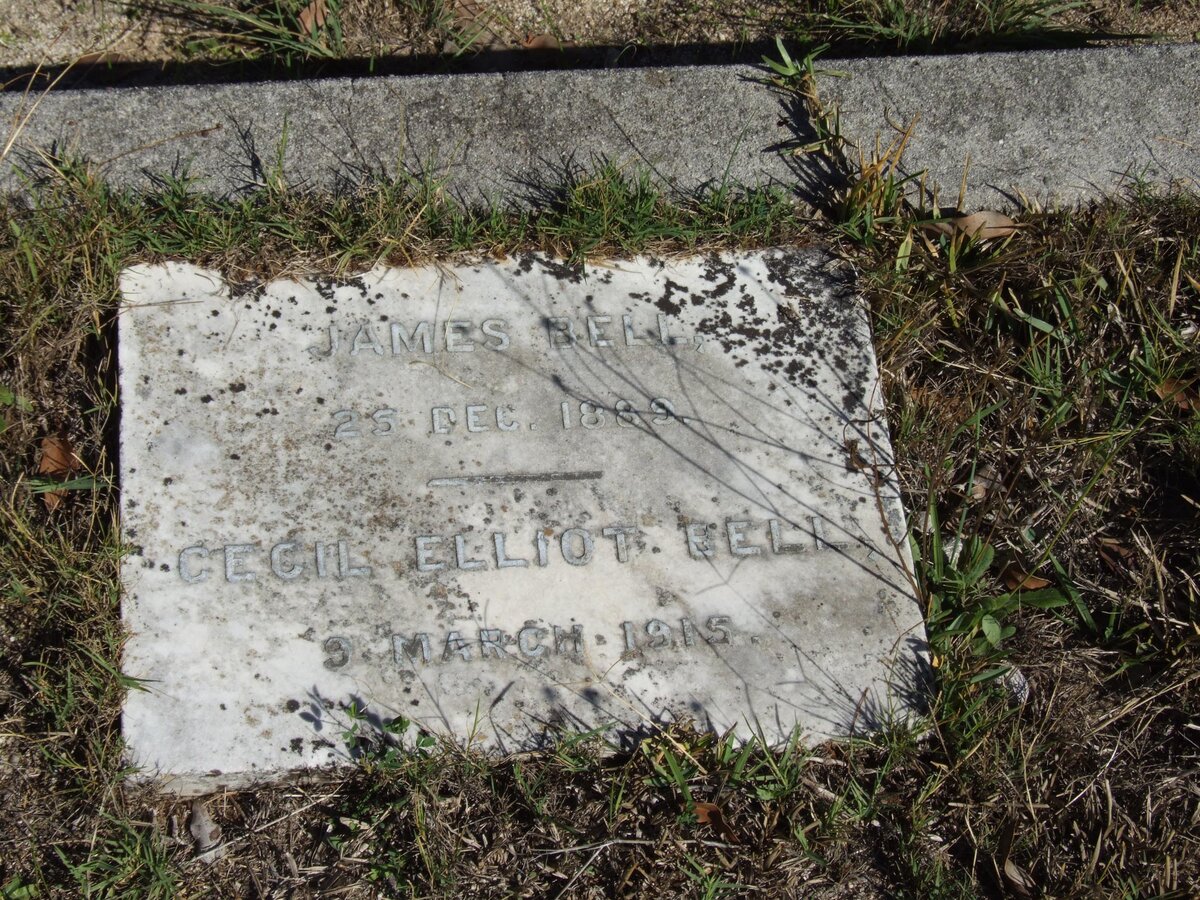 JAMES BELL,
25 DEC. 1889.
CECIL ELLIOT BELL,
9 MARCH 1915.